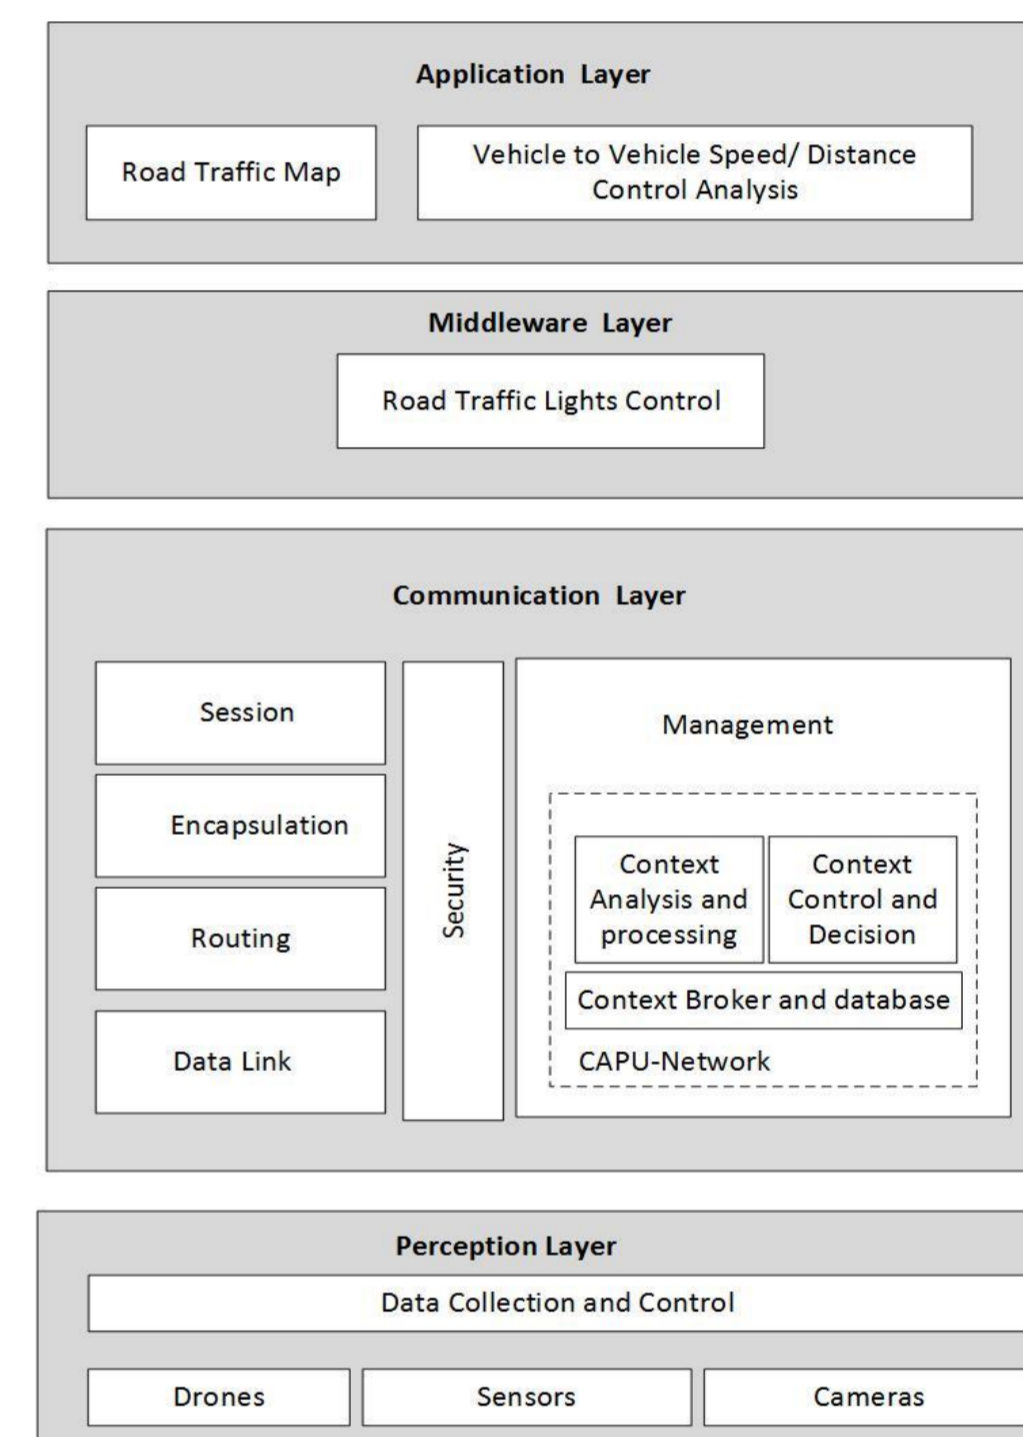 Application Layer
Road Traffic Map
Vehicle to Vehicle Speed/ Distance
Control Analysis
Middleware Layer
Road Traffic Lights Control
Communication Layer
Session
Encapsulation
Routing
Data Link
Security
Management
Context
Analysis and
processing
Context
Control and
Decision
Context Broker and database
CAPU-Network
Perception Layer
Data Collection and Control
Drones
Sensors
Cameras